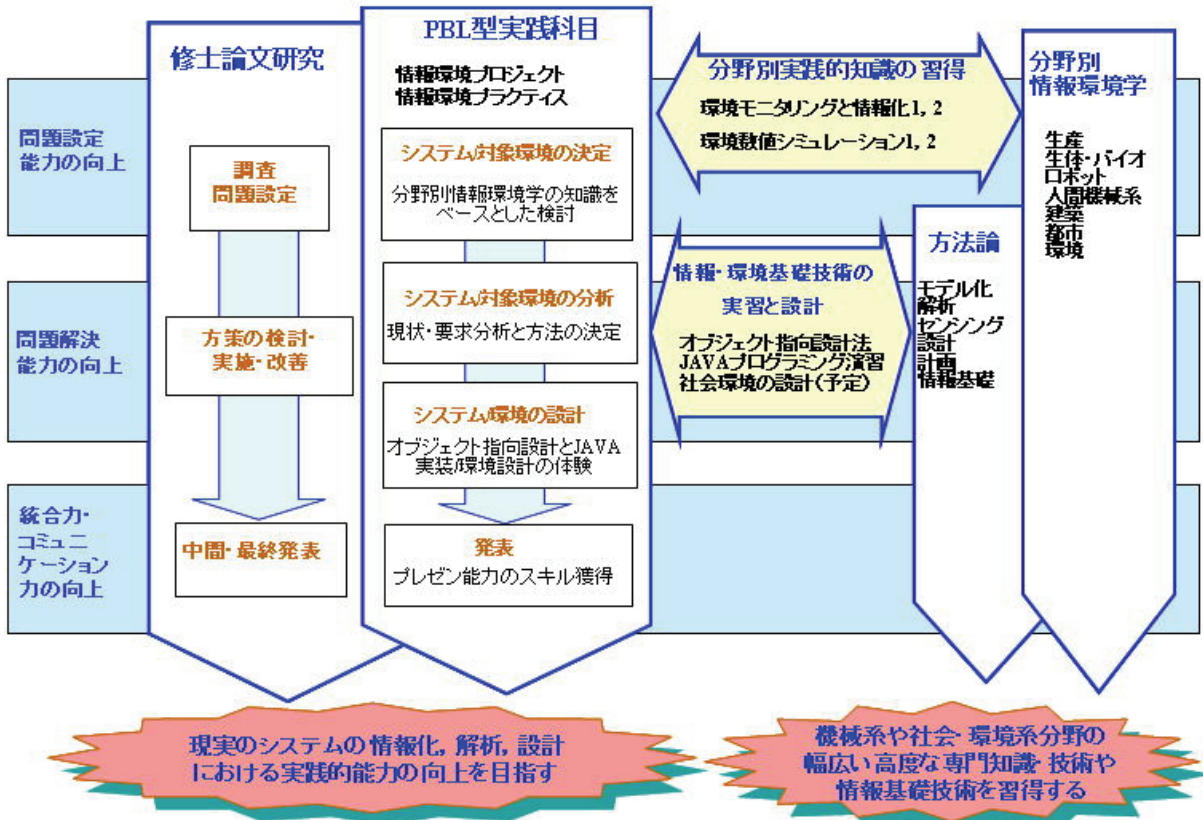 修士論文研究
PBL型実践科目
情報環境プロジェクト
情報環境プラクティス
分野別実践的知識の習得
環境モニタリングと情報化1, 2
環境数値シミュレーション1, 2
分野別
情報環境学
生産
生体・バイオ
ロボット
人間機械系
建築
都市
環境
問題設定
能力の向上
調査
問題設定
システム/対象環境の決定
分野別情報環境学の知識を
ベースとした検討
方法論
モデル化
解析
センシング
設計
計画
情報基礎
情報・環境基礎技術の
実習と設計
オブジェクト指向設計法
JAVAプログラミング演習
社会環境の設計(予定)
問題解決
能力の向上
方策の検討・
実施・改善
システム/対象環境の分析
現状・要求分析と方法の決定
システム/環境の設計
オブジェクト指向設計とJAVA
実装/環境設計の体験
統合力・
コミュニ
ケーション
力の向上
中間・最終発表
発表
プレゼン能力のスキル獲得
現実のシステムの情報化, 解析, 設計
における実践的能力の向上を目指す
機械系や社会・環境系分野の
幅広い高度な専門知識・技術や
情報基礎技術を習得する